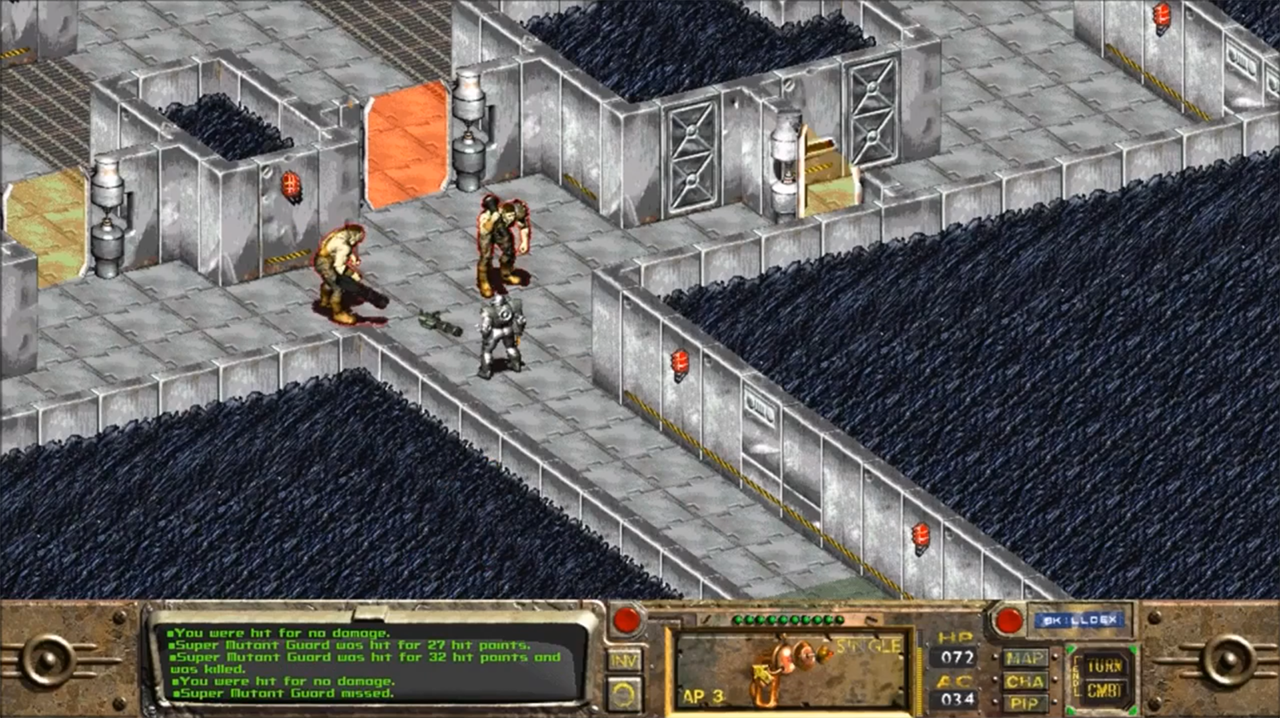 You were hit for no damage.
Super Mutant Guard was hit for 27 hit points.
Super Mutant Guard was hit for 32 hit points and
was killed.
You were hit for no damage.
Super Mutant Guard missed.
INV
SINGLE
AP 3
HP
072
AC
034
SKILLDEX
MAP
CHA
PIP
TURN
CMBT